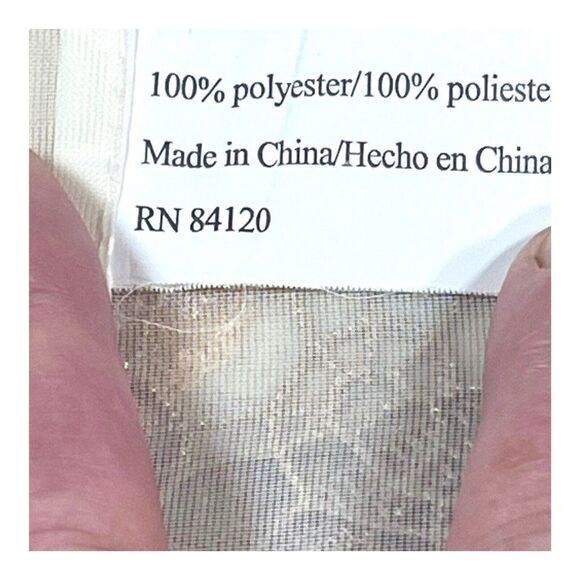 100% polyester/100% polieste
Made in China/Hecho en China
RN 84120